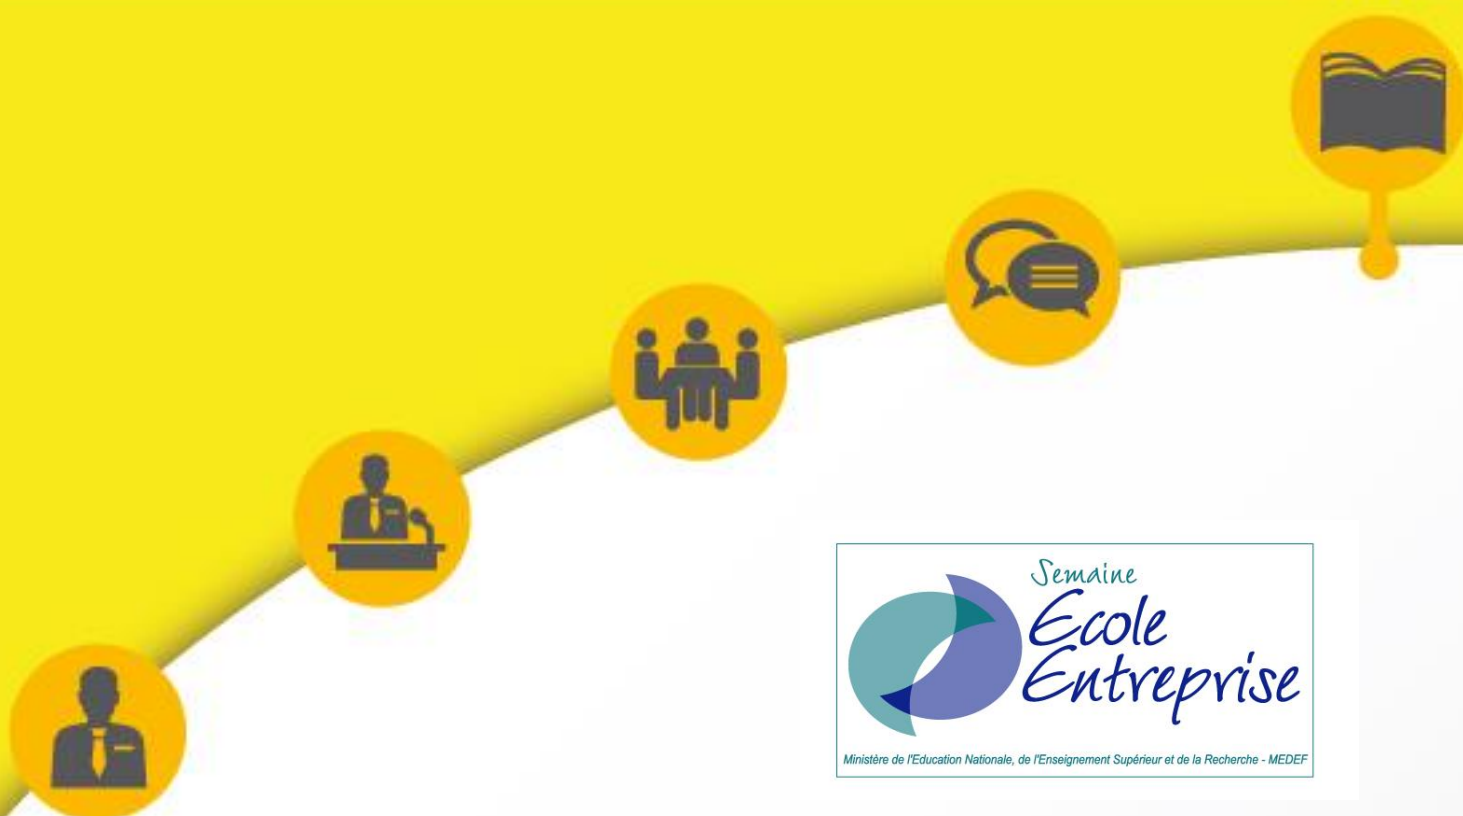 Semaine
Ecole
Entreprise
Ministère de l'Education Nationale, de l'Enseignement Supérieur et de la Recherche - MEDEF